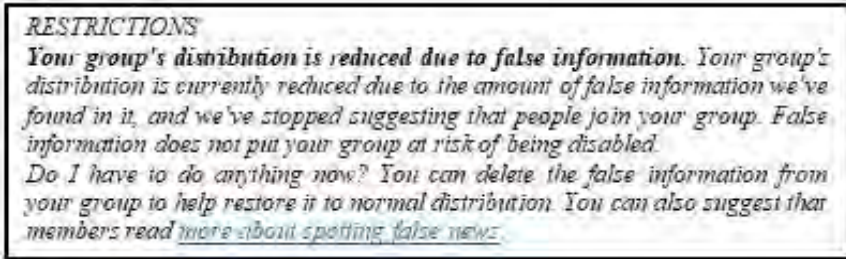 RESTRICTIONS
Your group's distribution is reduced due to false information. Your group's
distribution is currently reduced due to the amount of false information we've
found in it, and we've stopped suggesting that people join your group. False
information does not put your group at risk of being disabled.
Do I have to do anything now? You can delete the false information from
your group to help restore it to normal distribution. You can also suggest that
members read more about spotting false news.